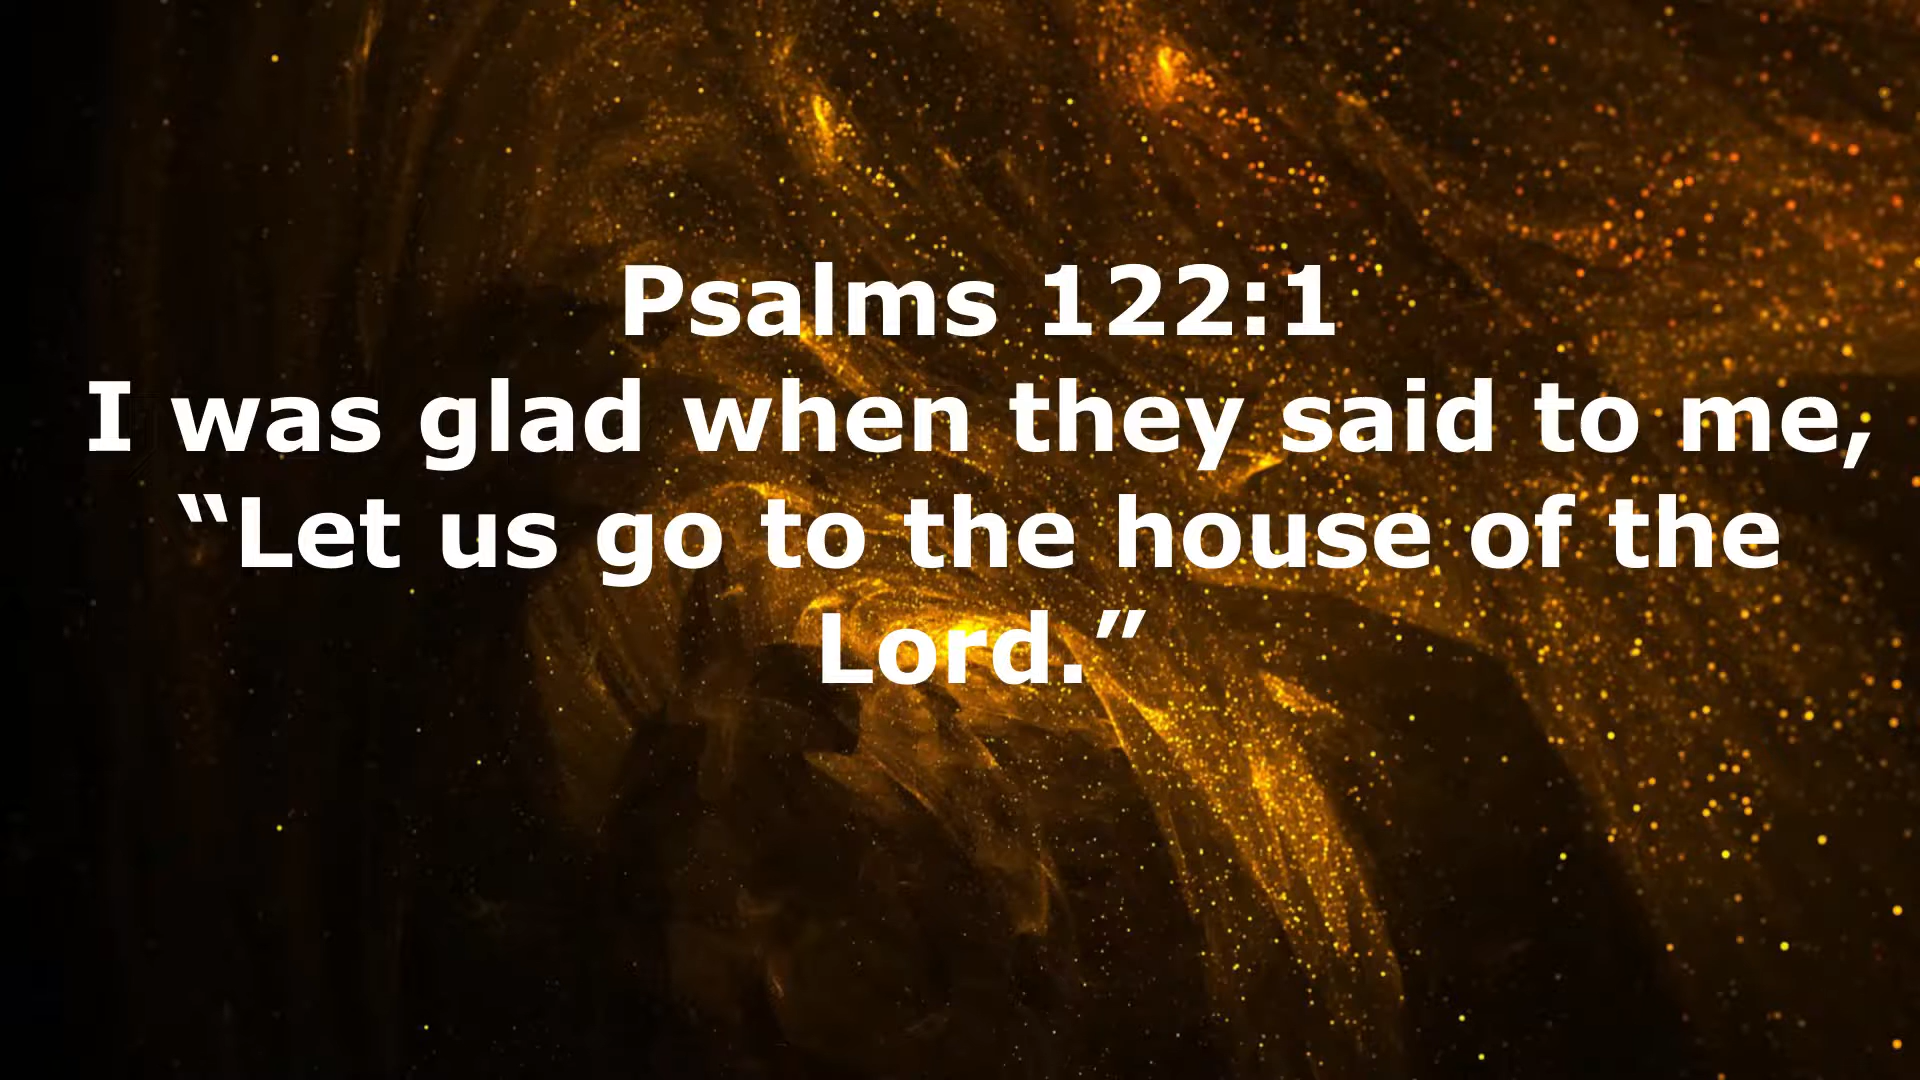 Psalms 122:1
I was glad when they said to me,
“Let us go to the house of the
Lord.”